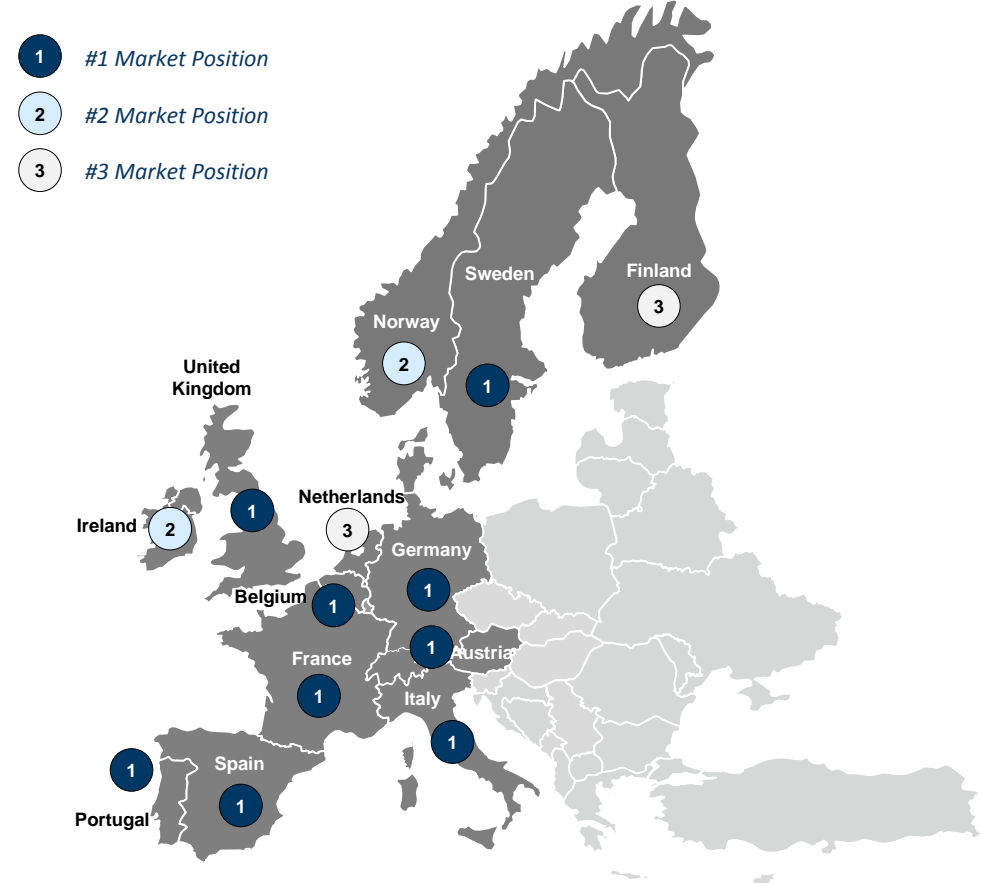 1 #1 Market Position
2 #2 Market Position
3 #3 Market Position
Sweden
1
Finland
3
Norway
2
United
Kingdom
1
Ireland
2
Netherlands
3
Germany
1
Belgium
1
Austria
1
France
1
Italy
1
Spain
1
Portugal
1